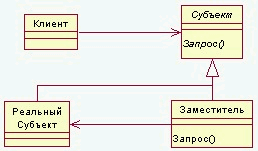 Клиент
Субъект
Запрос()
Реальный
Субъект
Заместитель
Запрос()